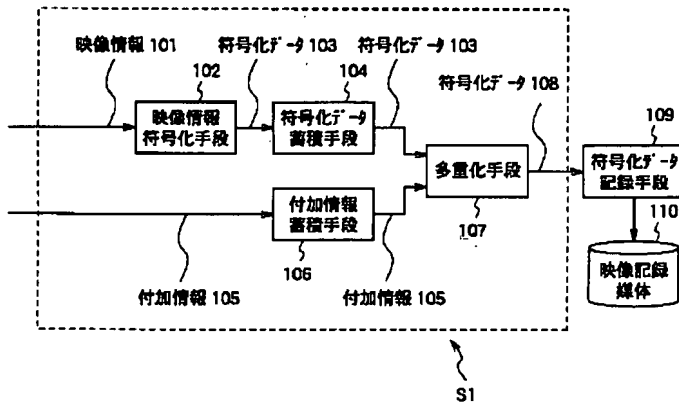 映像情報 101
符号化データ 103
符号化データ 103
符号化データ 108
102
104
109
映像情報
符号化手段
符号化データ
蓄積手段
多重化手段
107
符号化データ
記録手段
110
付加情報
蓄積手段
106
映像記録
媒体
付加情報 105
付加情報 105
S1